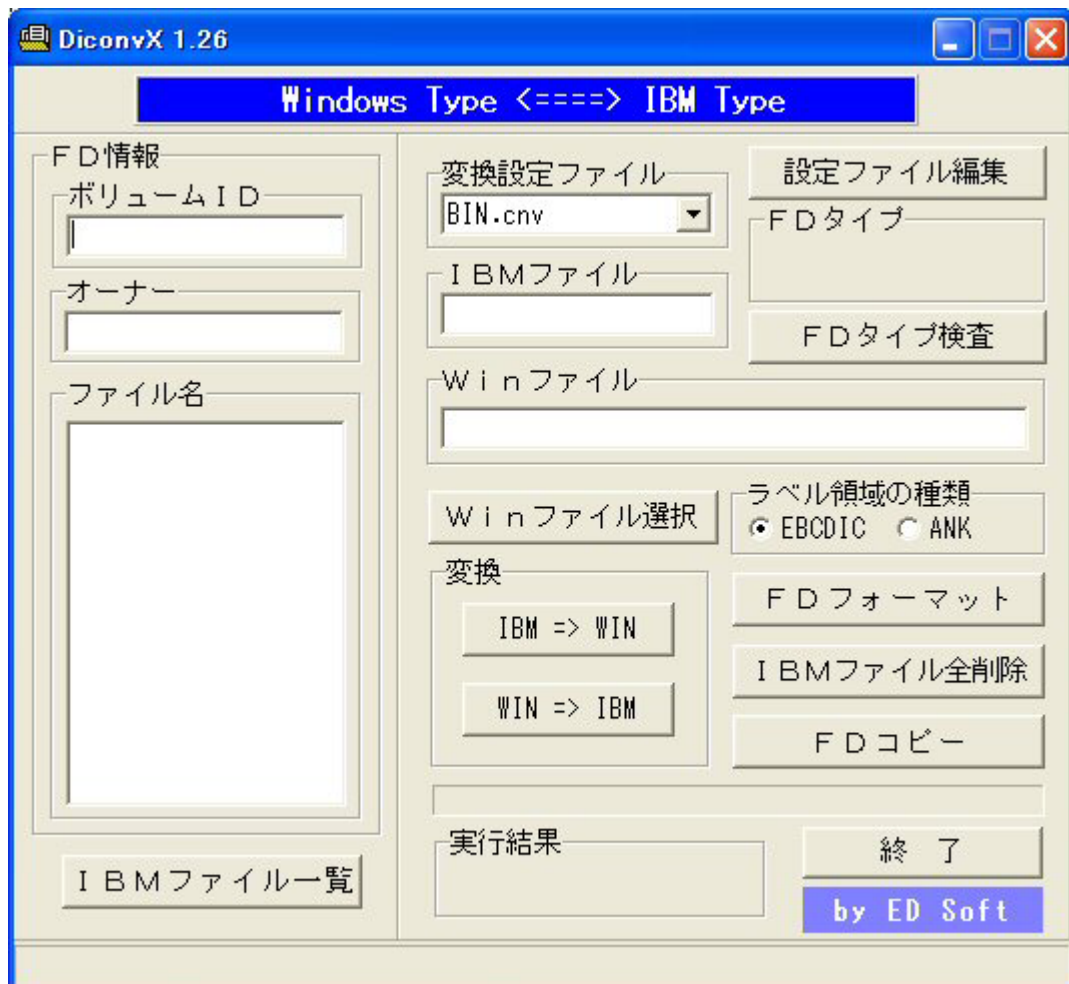 DiconvX 1.26
Windows Type <====> IBM Type
ＦＤ情報
ボリュームＩＤ
オーナー
ファイル名
ＩＢＭファイル一覧
変換設定ファイル
BIN.cnv
設定ファイル編集
ＦＤタイプ
ＩＢＭファイル
ＦＤタイプ検査
Ｗｉｎファイル
Ｗｉｎファイル選択
ラベル領域の種類
EBCDIC ANK
変換
IBM => WIN
WIN => IBM
ＦＤフォーマット
ＩＢＭファイル全削除
ＦＤコピー
実行結果
終　了
by ED Soft